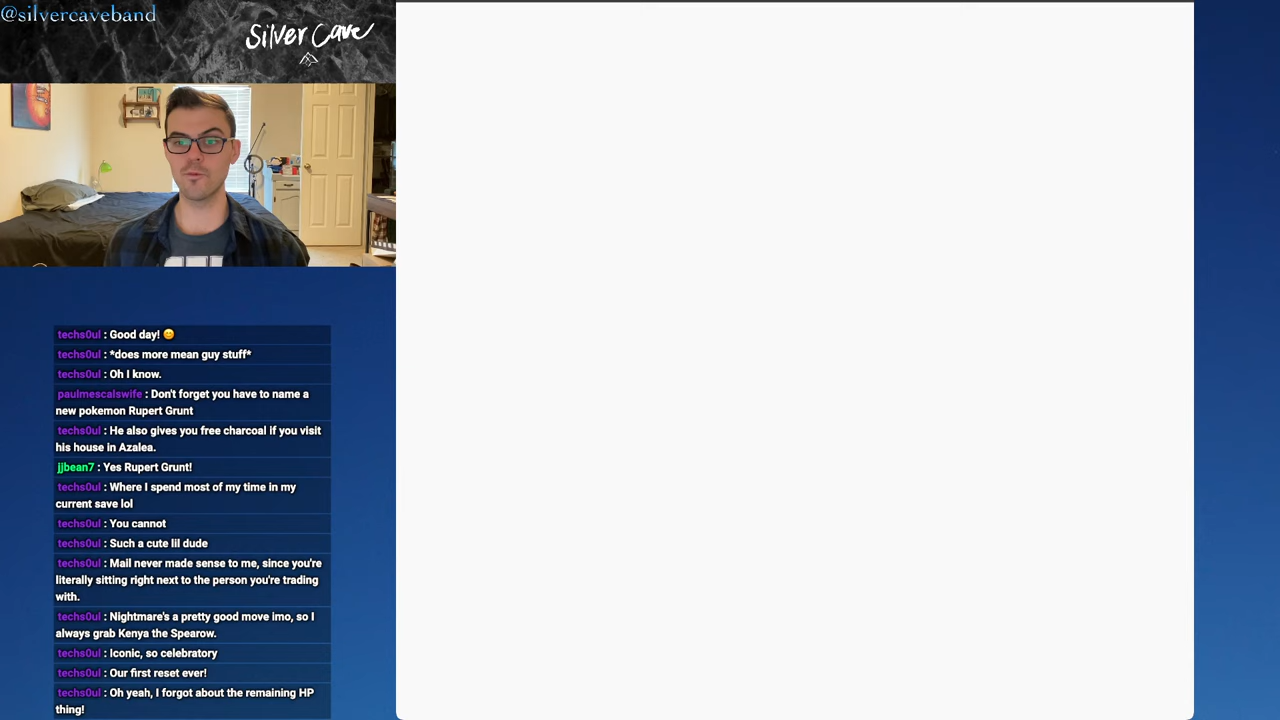 @silvercaveband
Silver Cave
techs0ul : Good day! 😊
techs0ul : *does more mean guy stuff*
techs0ul : Oh I know.
paulmescalswife : Don't forget you have to name a
new pokemon Rupert Grunt
techs0ul : He also gives you free charcoal if you visit
his house in Azalea.
jjbean7 : Yes Rupert Grunt!
techs0ul : Where I spend most of my time in my
current save lol
techs0ul : You cannot
techs0ul : Such a cute lil dude
techs0ul : Mail never made sense to me, since you're
literally sitting right next to the person you're trading
with.
techs0ul : Nightmare's a pretty good move imo, so I
always grab Kenya the Spearow.
techs0ul : Iconic, so celebratory
techs0ul : Our first reset ever!
techs0ul : Oh yeah, I forgot about the remaining HP
thing!